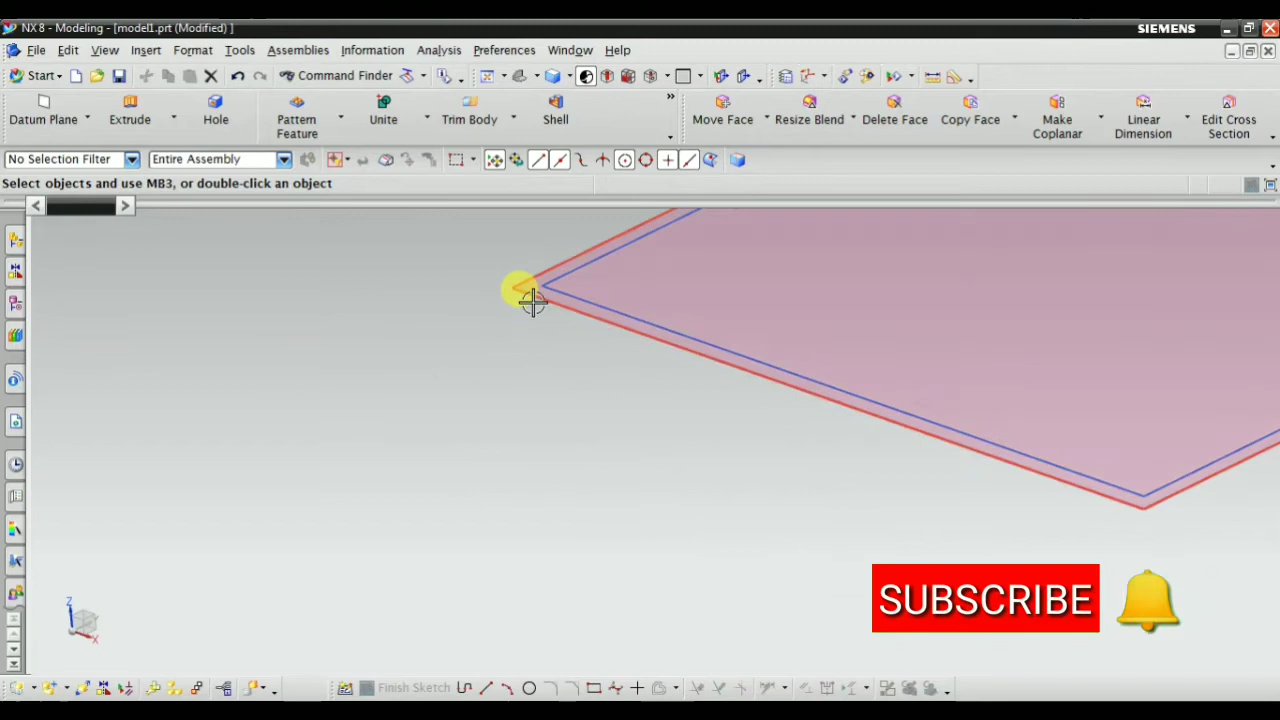 NX 8 - Modeling - [model1.prt (Modified) ]
SIEMENS
File Edit View Insert Format Tools Assemblies Information Analysis Preferences Window Help
Start Command Finder
Datum Plane Extrude Hole Pattern Feature Unite Trim Body Shell Move Face Resize Blend Delete Face Copy Face Make Coplanar Linear Dimension Edit Cross Section
No Selection Filter Entire Assembly
Select objects and use MB3, or double-click an object
SUBSCRIBE
Z
X
Finish Sketch